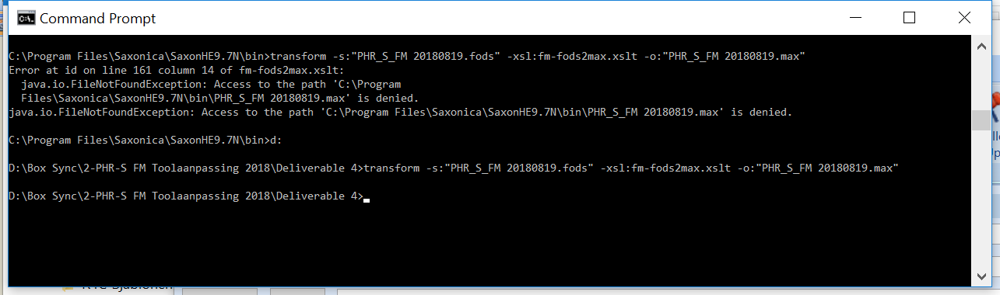 Command Prompt
C:\Program Files\Saxonica\SaxonHE9.7N\bin>transform -s:"PHR_S_FM 20180819.fods" -xsl:fm-fods2max.xslt -o:"PHR_S_FM 20180819.max"
Error at id on line 161 column 14 of fm-fods2max.xslt:
java.io.FileNotFoundException: Access to the path 'C:\Program
Files\Saxonica\SaxonHE9.7N\bin\PHR_S_FM 20180819.max' is denied.
java.io.FileNotFoundException: Access to the path 'C:\Program Files\Saxonica\SaxonHE9.7N\bin\PHR_S_FM 20180819.max' is denied.
C:\Program Files\Saxonica\SaxonHE9.7N\bin>d:
D:\Box Sync\2-PHR-S FM Toolaanpassing 2018\Deliverable 4>transform -s:"PHR_S_FM 20180819.fods" -xsl:fm-fods2max.xslt -o:"PHR_S_FM 20180819.max"
D:\Box Sync\2-PHR-S FM Toolaanpassing 2018\Deliverable 4>